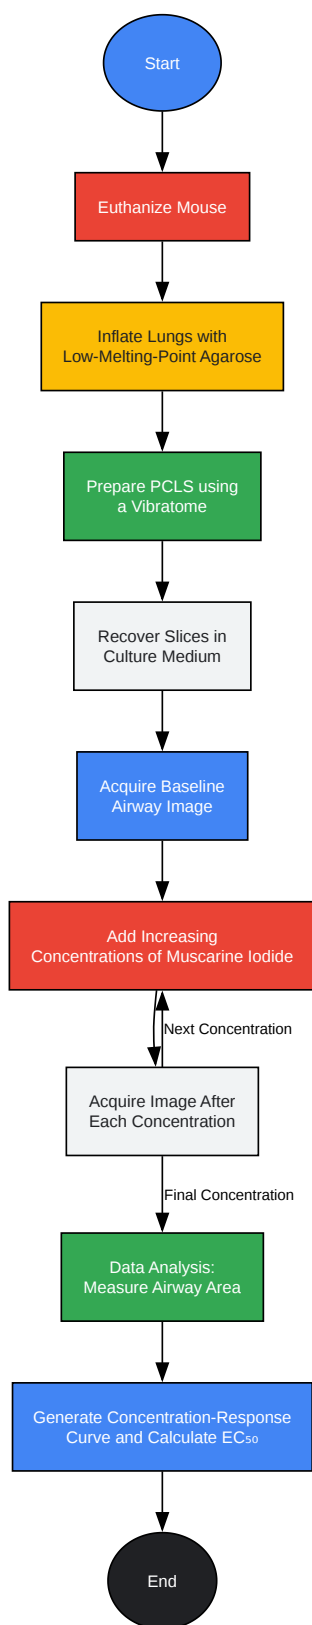 Start
Euthanize Mouse
Inflate Lungs with
Low-Melting-Point Agarose
Prepare PCLS using
a Vibratome
Recover Slices in
Culture Medium
Acquire Baseline
Airway Image
Add Increasing
Concentrations of Muscarine Iodide
Next Concentration
Acquire Image After
Each Concentration
Final Concentration
Data Analysis:
Measure Airway Area
Generate Concentration-Response
Curve and Calculate EC₅₀
End